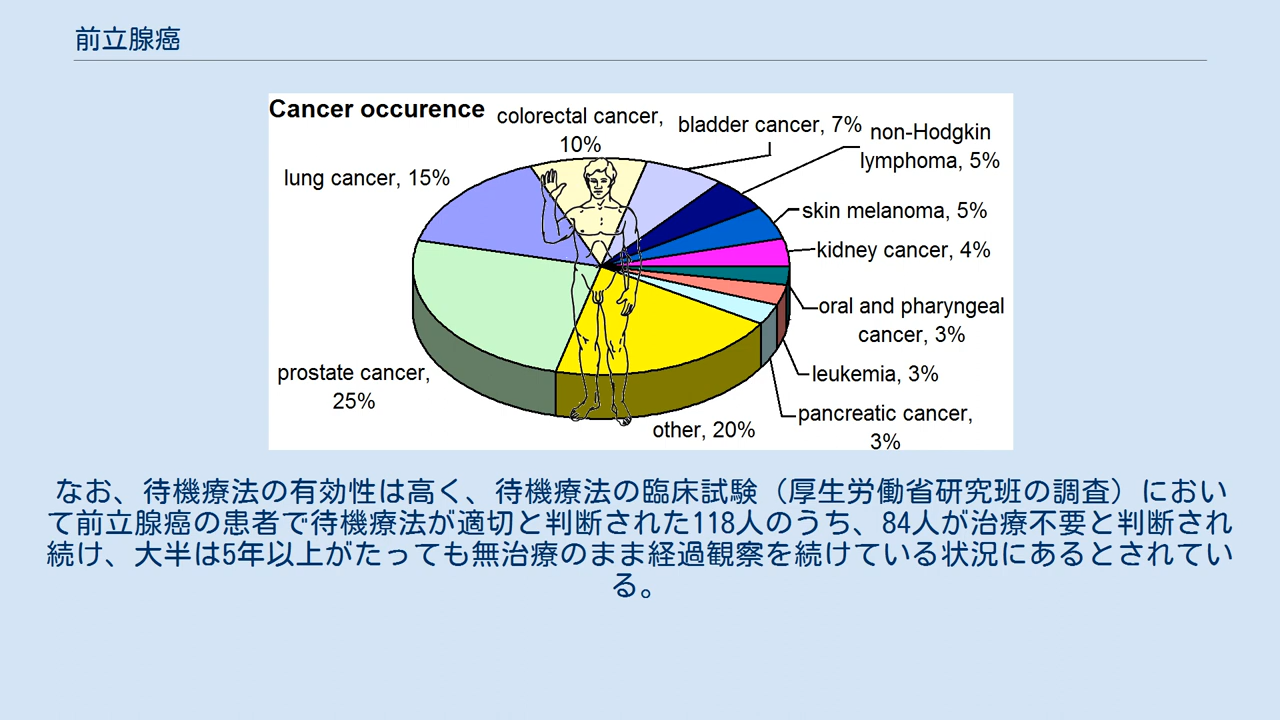 前立腺癌
Cancer occurence
colorectal cancer,
10%
bladder cancer, 7%
non-Hodgkin
lymphoma, 5%
lung cancer, 15%
skin melanoma, 5%
kidney cancer, 4%
oral and pharyngeal
cancer, 3%
leukemia, 3%
prostate cancer,
25%
pancreatic cancer,
3%
other, 20%
なお、待機療法の有効性は高く、待機療法の臨床試験（厚生労働省研究班の調査）におい
て前立腺癌の患者で待機療法が適切と判断された118人のうち、84人が治療不要と判断され
続け、大半は5年以上がたっても無治療のまま経過観察を続けている状況にあるとされてい
る。